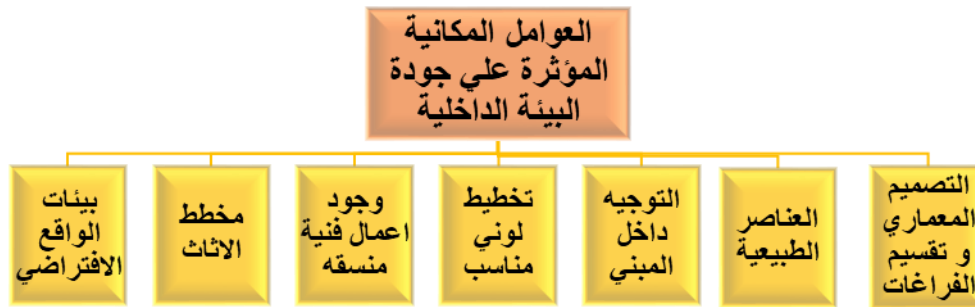 العوامل المكانية
المؤثرة علي جودة
البيئة الداخلية
التصميم
المعماري
و تقسيم
الفراغات
العناصر
الطبيعية
التوجيه
داخل
المبني
تخطيط
لوني
مناسب
وجود
اعمال فنية
منسقه
مخطط
الاثاث
بيئات
الواقع
الافتراضي